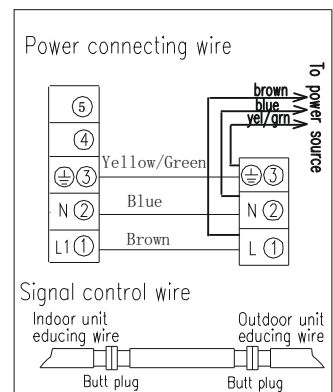 Power connecting wire
To power source
brown
blue
yel/grn
⑤
④
③
Yellow/Green
③
N ②
Blue
N ②
L1 ①
Brown
L ①
Signal control wire
Indoor unit educing wire
Outdoor unit educing wire
Butt plug
Butt plug